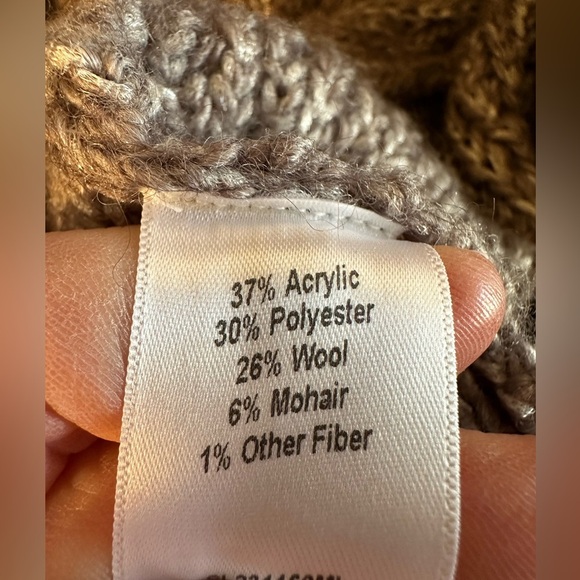 37% Acrylic
30% Polyester
26% Wool
6% Mohair
1% Other Fiber